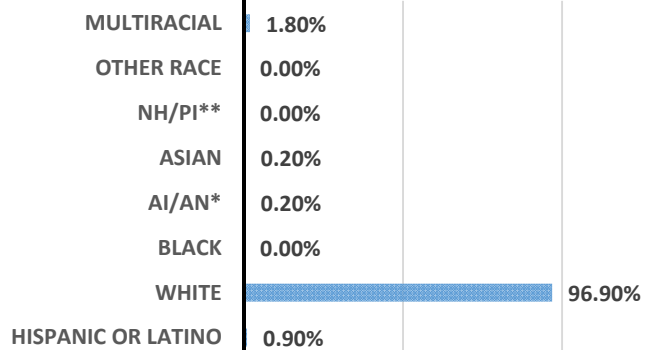 MULTIRACIAL 1.80%
OTHER RACE 0.00%
NH/PI** 0.00%
ASIAN 0.20%
AI/AN* 0.20%
BLACK 0.00%
WHITE 96.90%
HISPANIC OR LATINO 0.90%